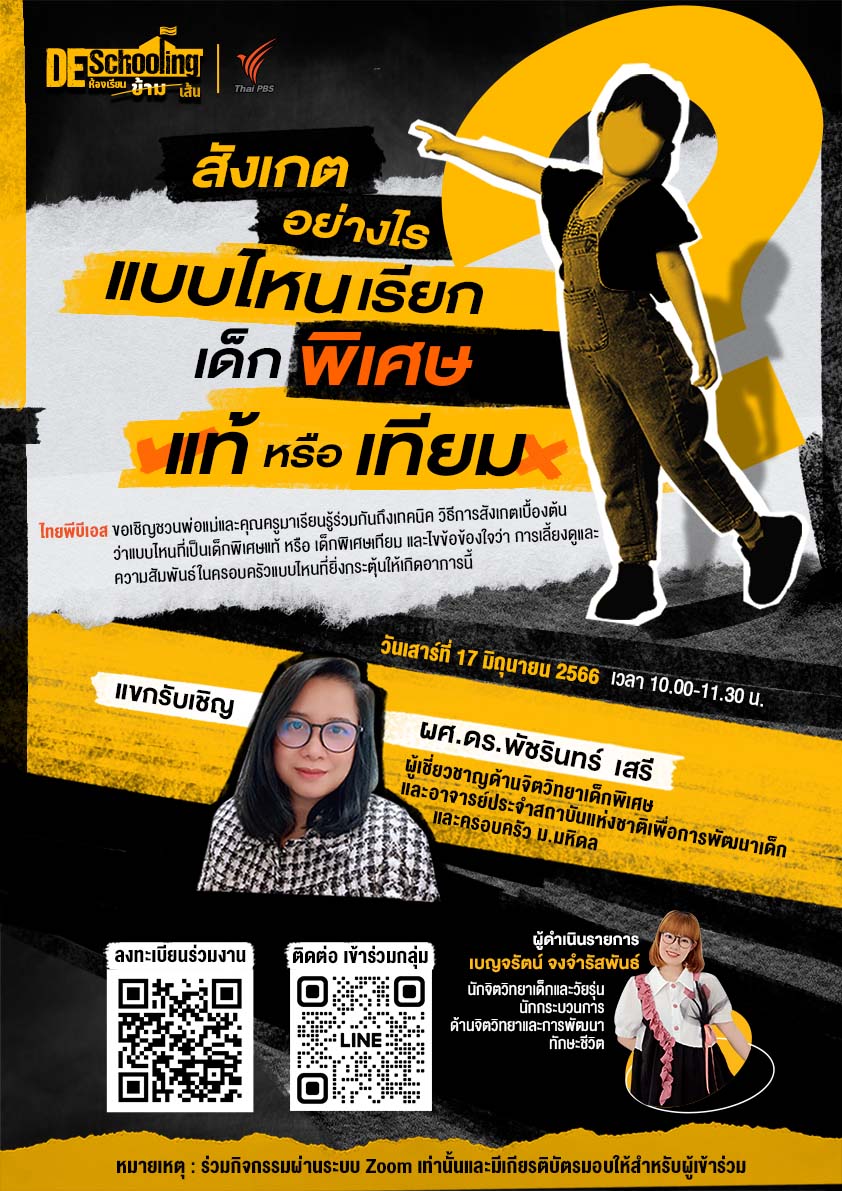 DESchooling
ห้องเรียน ข้าม เส้น
Thai PBS
สังเกต
อย่างไร
แบบไหนเรียก
เด็ก พิเศษ
แท้ หรือ เทียม
ไทยพีบีเอส ขอเชิญชวนพ่อแม่และคุณครูมาเรียนรู้ร่วมกันถึงเทคนิค วิธีการสังเกตเบื้องต้น
ว่าแบบไหนที่เป็นเด็กพิเศษแท้ หรือ เด็กพิเศษเทียม และไขข้อข้องใจว่า การเลี้ยงดูและ
ความสัมพันธ์ในครอบครัวแบบไหนที่ยิ่งกระตุ้นให้เกิดอาการนี้
วันเสาร์ที่ 17 มิถุนายน 2566 เวลา 10.00-11.30 น.
แขกรับเชิญ
ผศ.ดร.พัชรินทร์ เสรี
ผู้เชี่ยวชาญด้านจิตวิทยาเด็กพิเศษ
และอาจารย์ประจำสถาบันแห่งชาติเพื่อการพัฒนาเด็ก
และครอบครัว ม.มหิดล
ลงทะเบียนร่วมงาน
ติดต่อ เข้าร่วมกลุ่ม
LINE
ผู้ดำเนินรายการ
เบญจรัตน์ จงจำรัสพันธ์
นักจิตวิทยาเด็กและวัยรุ่น
นักกระบวนการ
ด้านจิตวิทยาและการพัฒนา
ทักษะชีวิต
หมายเหตุ : ร่วมกิจกรรมผ่านระบบ Zoom เท่านั้นและมีเกียรติบัตรมอบให้สำหรับผู้เข้าร่วม